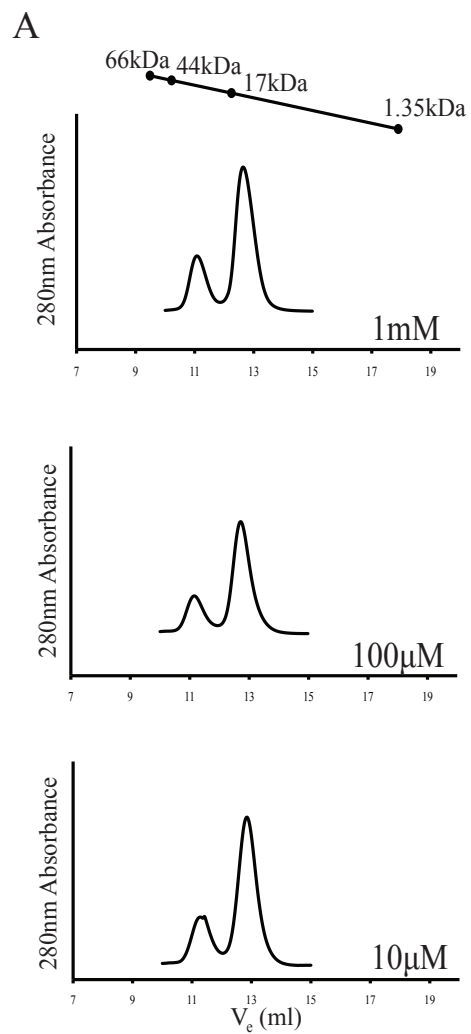 A
66kDa 44kDa 17kDa 1.35kDa
280nm Absorbance
1mM
7 9 11 13 15 17 19
280nm Absorbance
100μM
7 9 11 13 15 17 19
280nm Absorbance
10μM
7 9 11 13 15 17 19
Ve (ml)